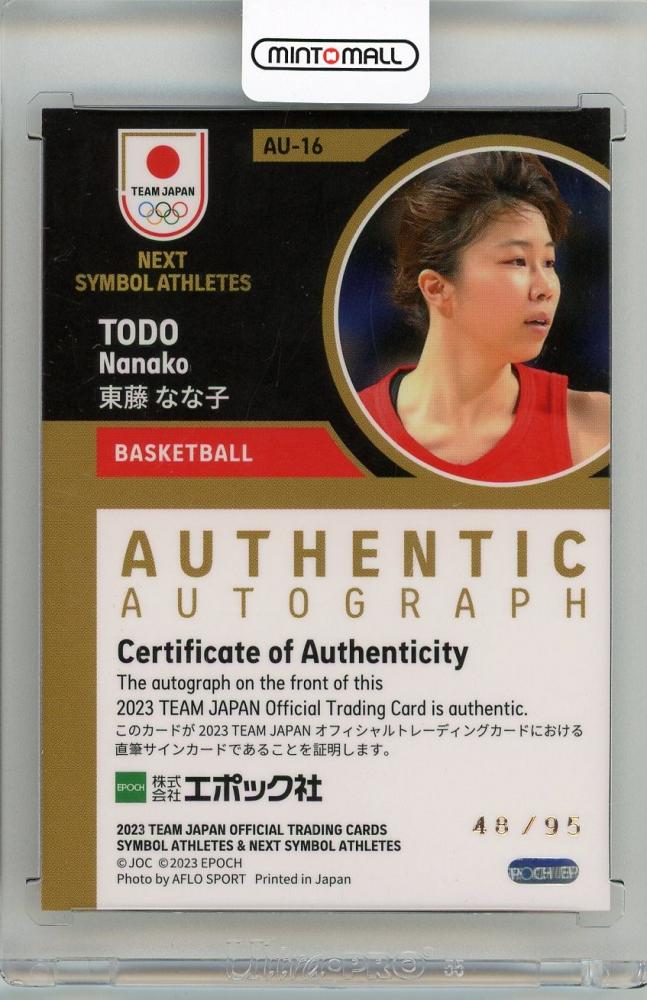 MINT MALL
AU-16
TEAM JAPAN
NEXT
SYMBOL ATHLETES
TODO
Nanako
東藤 なな子
BASKETBALL
AUTHENTIC
AUTOGRAPH
Certificate of Authenticity
The autograph on the front of this
2023 TEAM JAPAN Official Trading Card is authentic.
このカードが 2023 TEAM JAPAN オフィシャルトレーディングカードにおける
直筆サインカードであることを証明します。
EPOCH 株式会社エポック社
48/95
2023 TEAM JAPAN OFFICIAL TRADING CARDS
SYMBOL ATHLETES & NEXT SYMBOL ATHLETES
©JOC ©2023 EPOCH
Photo by AFLO SPORT Printed in Japan
Ultra·PRO